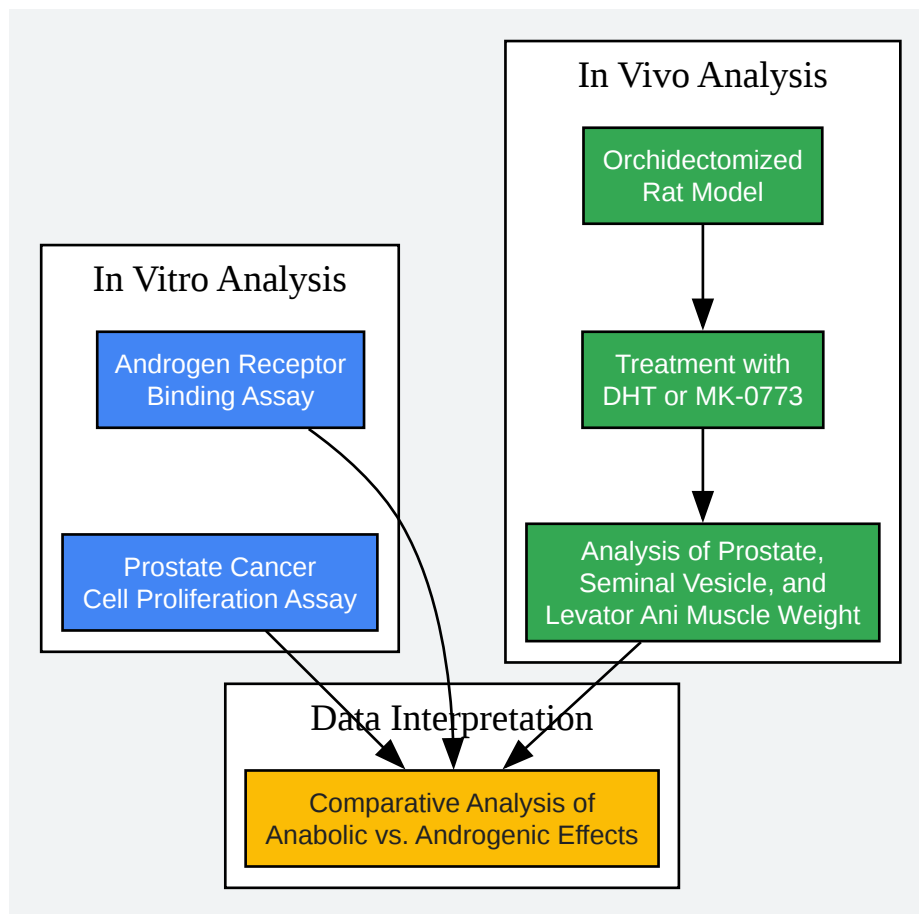 In Vivo Analysis
Orchidectomized
Rat Model
Treatment with
DHT or MK-0773
Analysis of Prostate,
Seminal Vesicle, and
Levator Ani Muscle Weight
In Vitro Analysis
Androgen Receptor
Binding Assay
Prostate Cancer
Cell Proliferation Assay
Data Interpretation
Comparative Analysis of
Anabolic vs. Androgenic Effects